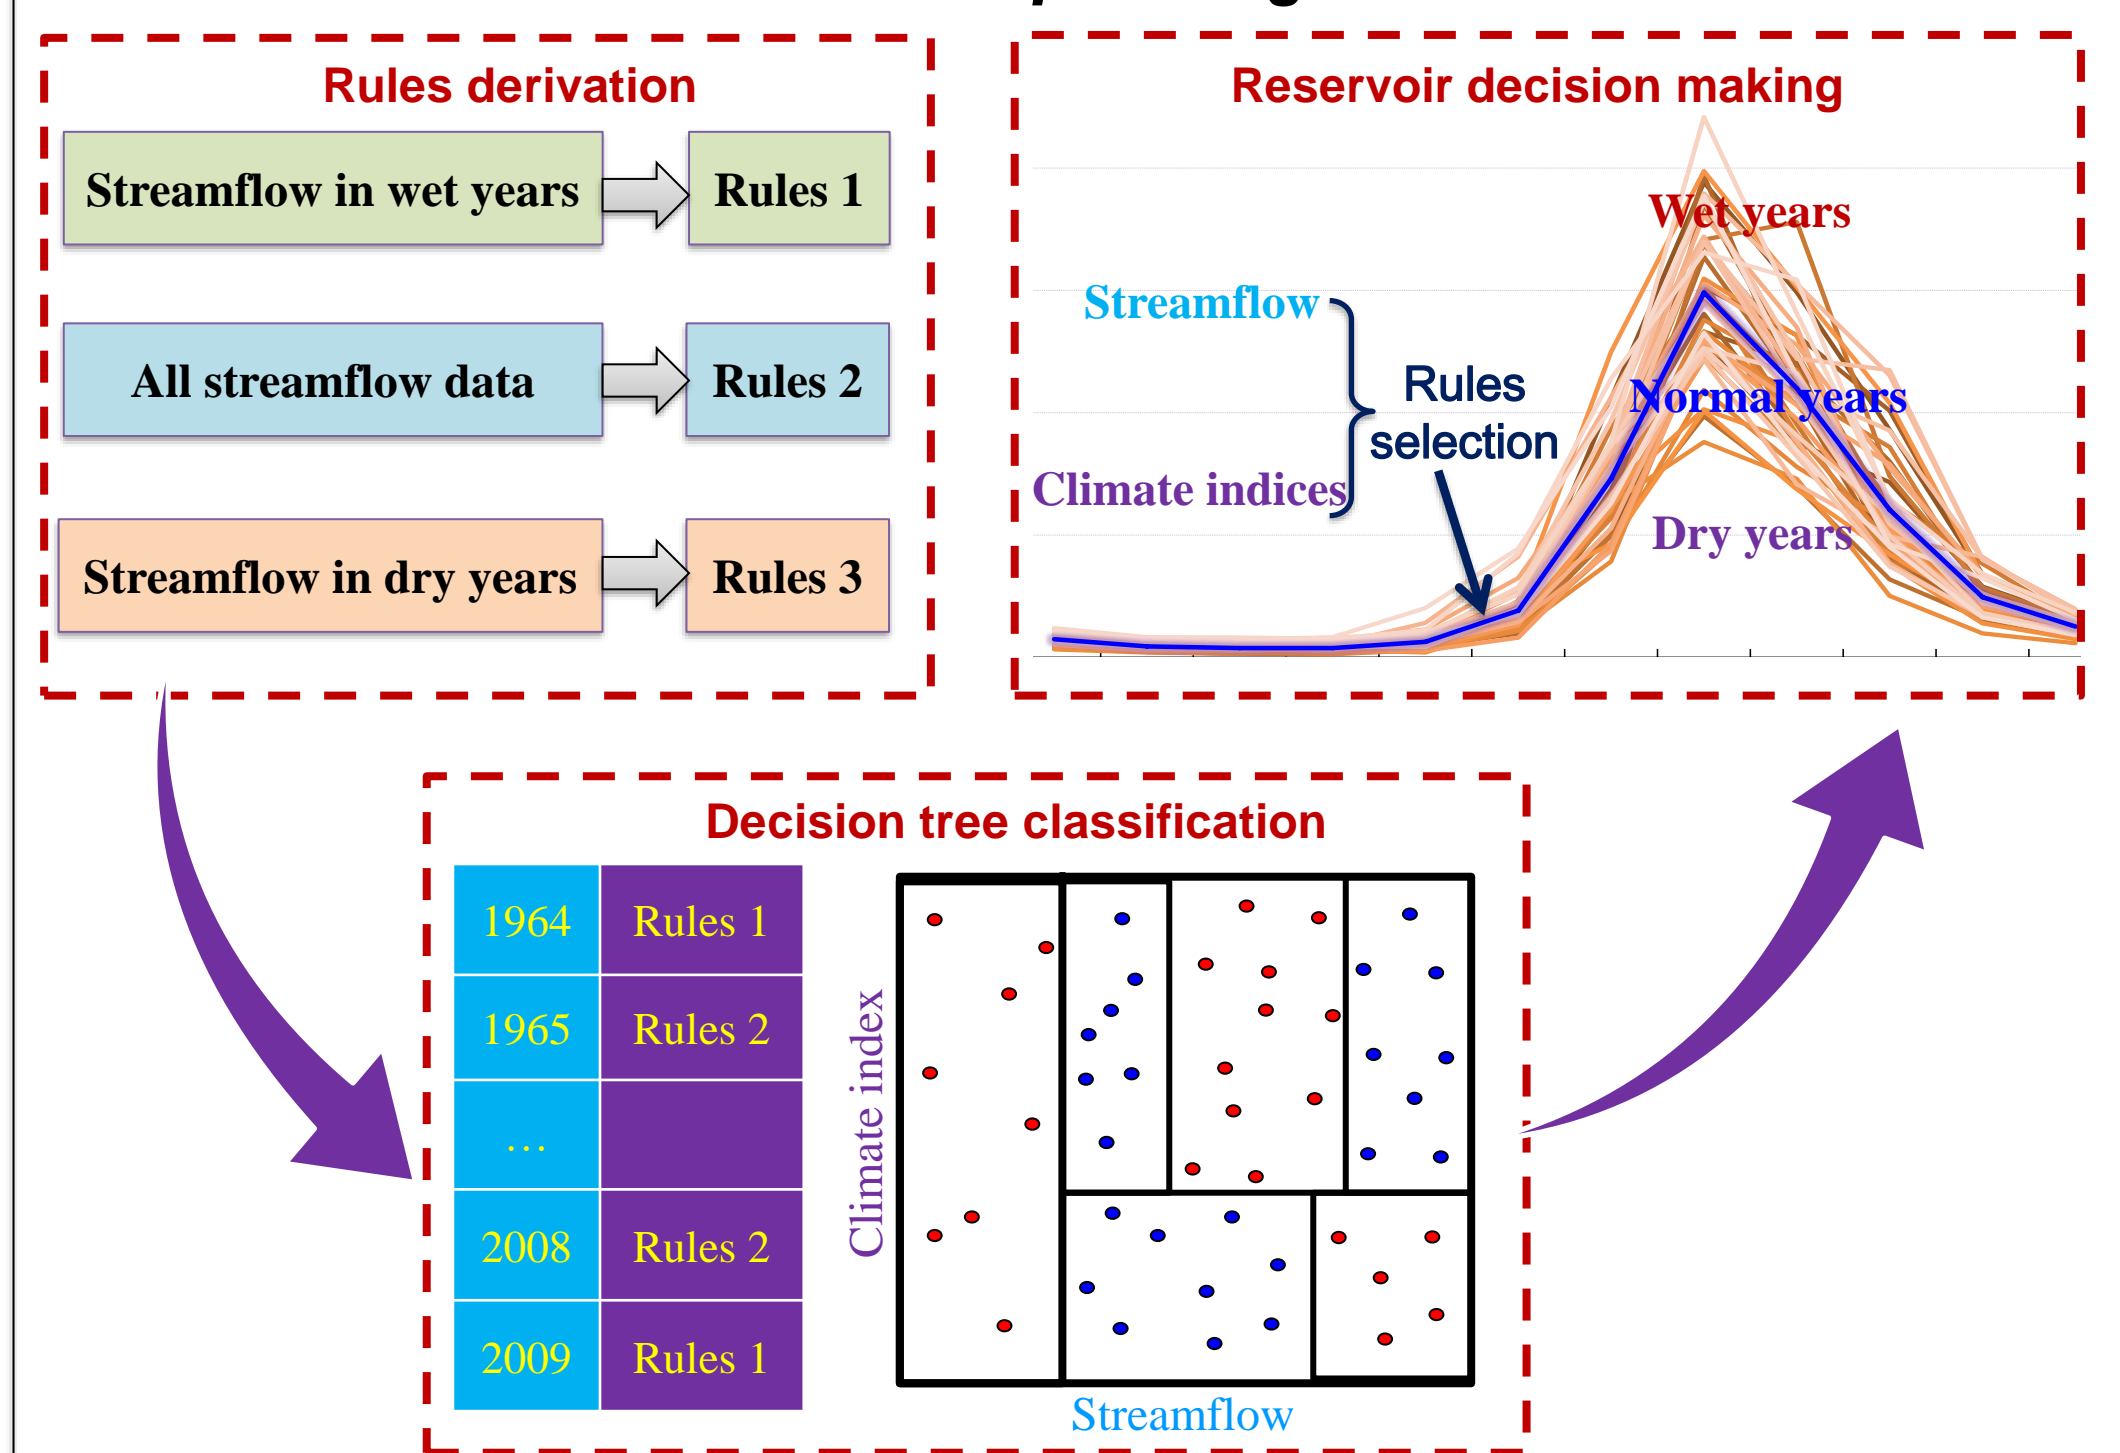 Rules derivation
Streamflow in wet years
Rules 1
All streamflow data
Rules 2
Streamflow in dry years
Rules 3
Reservoir decision making
Wet years
Streamflow
Rules
selection
Normal years
Climate indices
Dry years
Decision tree classification
1964 Rules 1
1965 Rules 2
...
2008 Rules 2
2009 Rules 1
Climate index
Streamflow